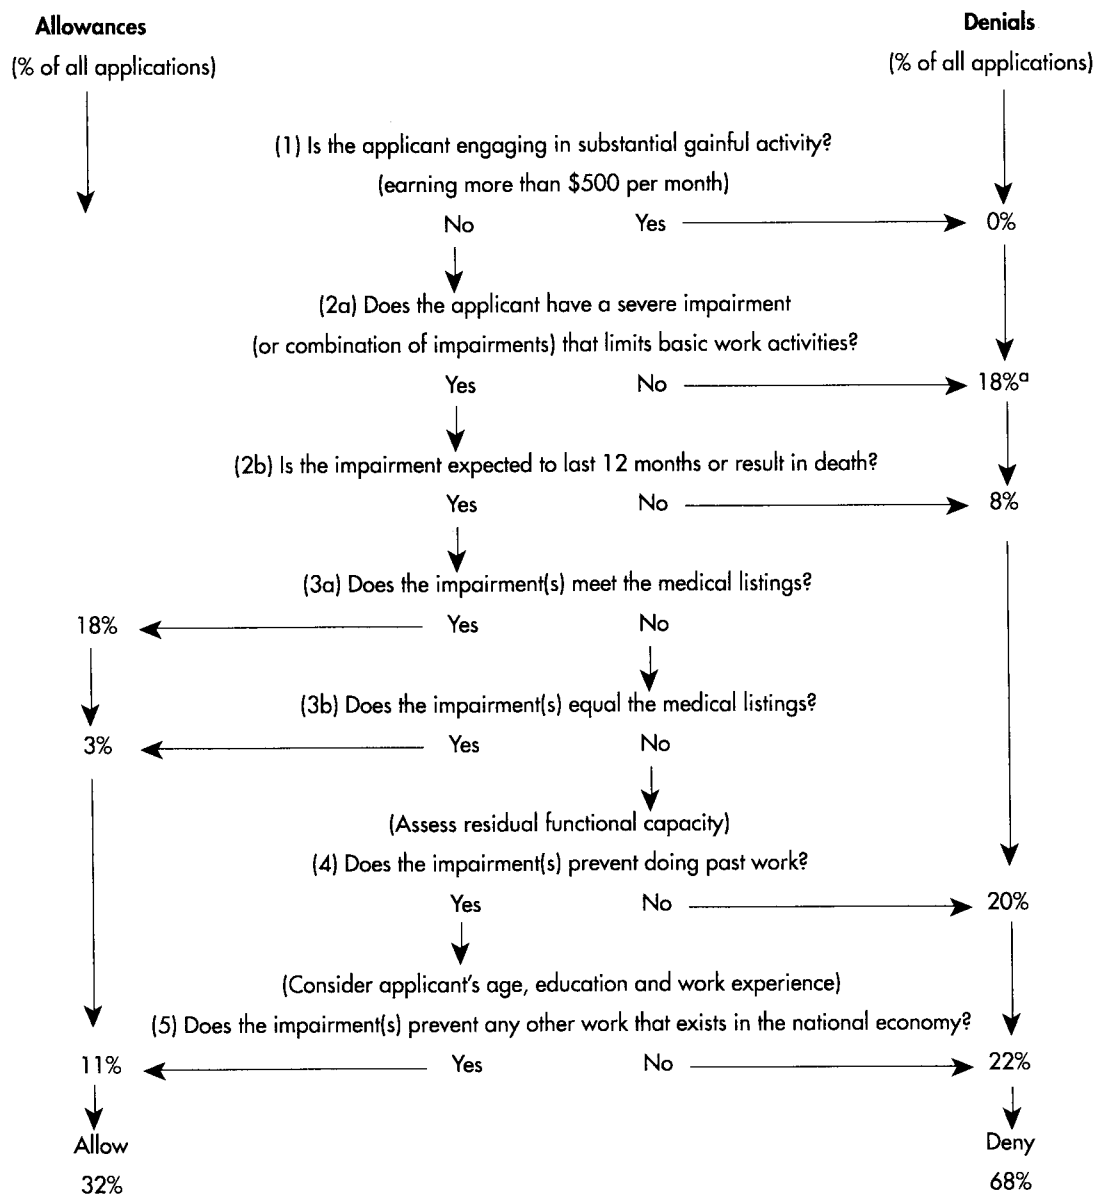 Allowances
Denials
(% of all applications)
(% of all applications)
(1) Is the applicant engaging in substantial gainful activity?
(earning more than $500 per month)
No
Yes
0%
(2a) Does the applicant have a severe impairment
(or combination of impairments) that limits basic work activities?
Yes
No
18%ᵃ
(2b) Is the impairment expected to last 12 months or result in death?
Yes
No
8%
(3a) Does the impairment(s) meet the medical listings?
18%
Yes
No
(3b) Does the impairment(s) equal the medical listings?
3%
Yes
No
(Assess residual functional capacity)
(4) Does the impairment(s) prevent doing past work?
Yes
No
20%
(Consider applicant's age, education and work experience)
(5) Does the impairment(s) prevent any other work that exists in the national economy?
11%
Yes
No
22%
Allow
Deny
32%
68%